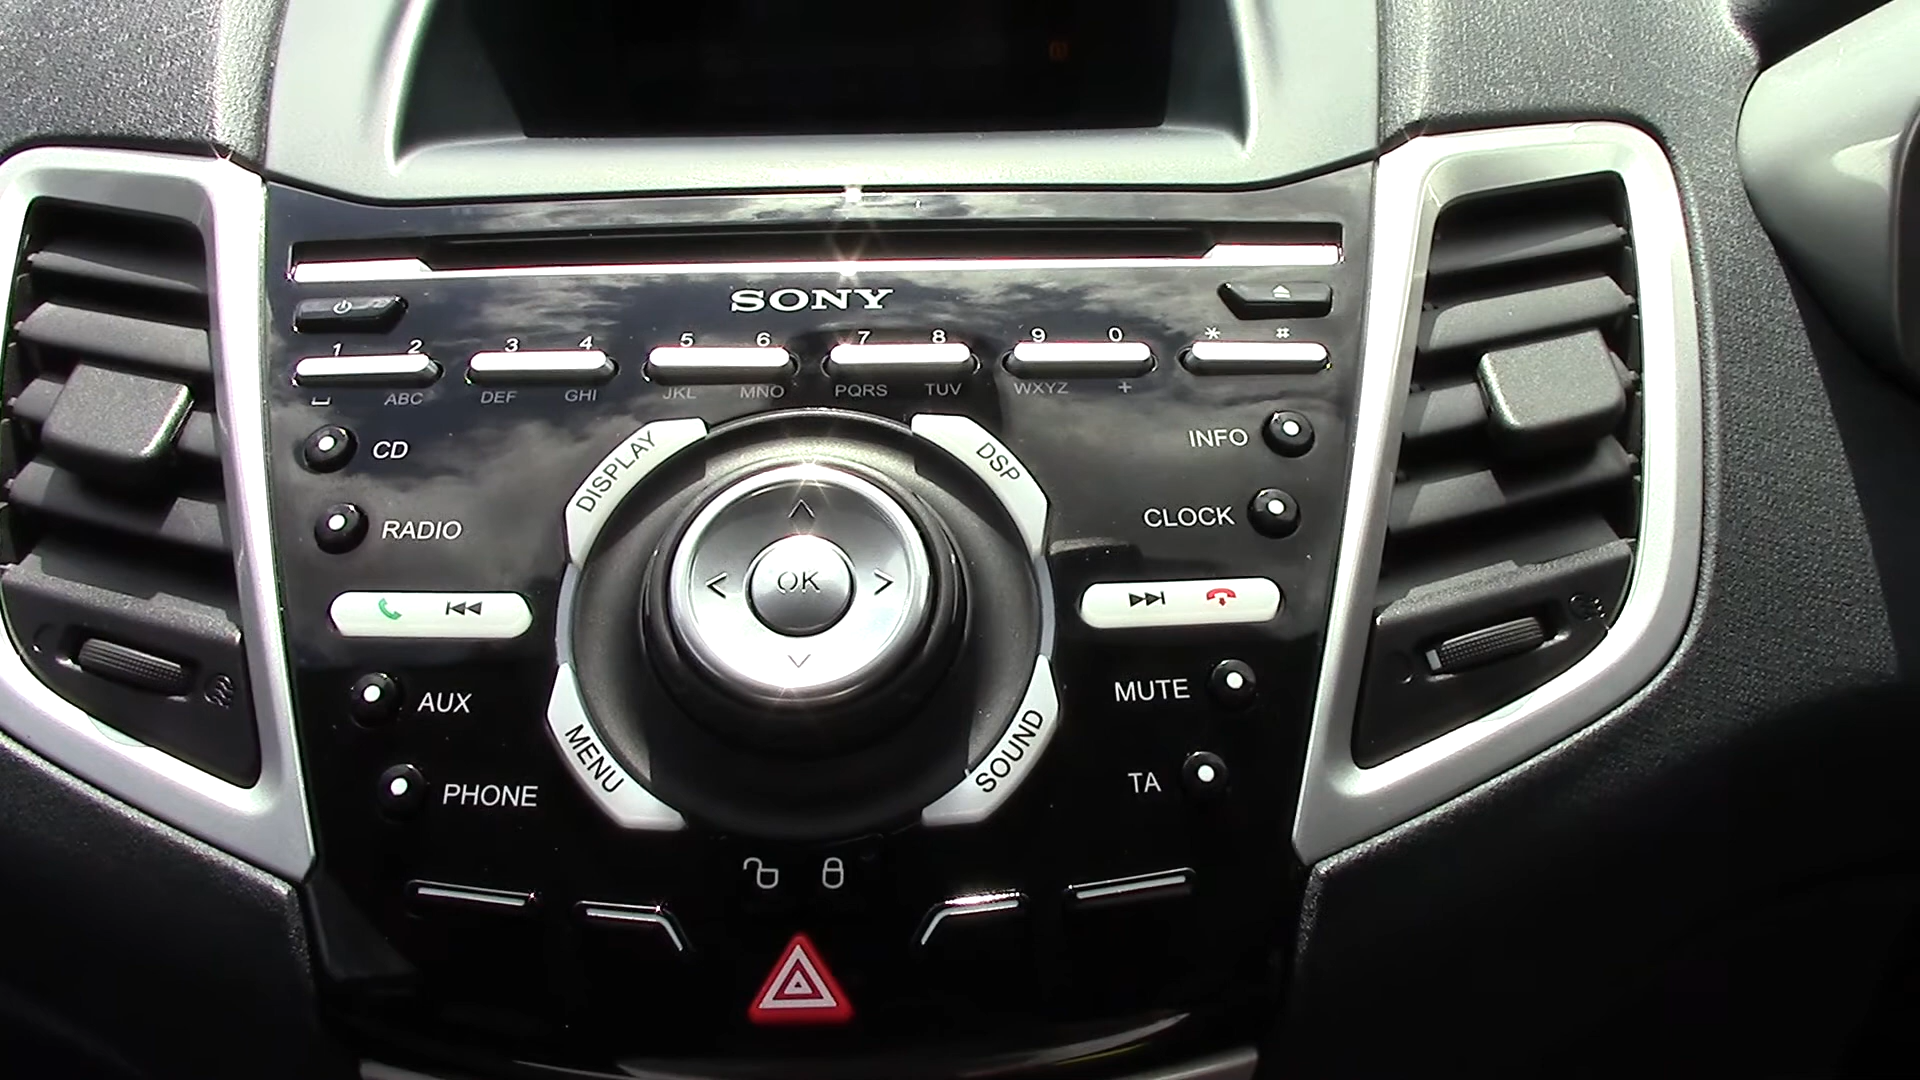 SONY
1 2 3 4 5 6 7 8 9 0 * #
ABC DEF GHI JKL MNO PQRS TUV WXYZ +
CD
DISPLAY
DSP
INFO
RADIO
CLOCK
OK
AUX
MUTE
MENU
SOUND
PHONE
TA